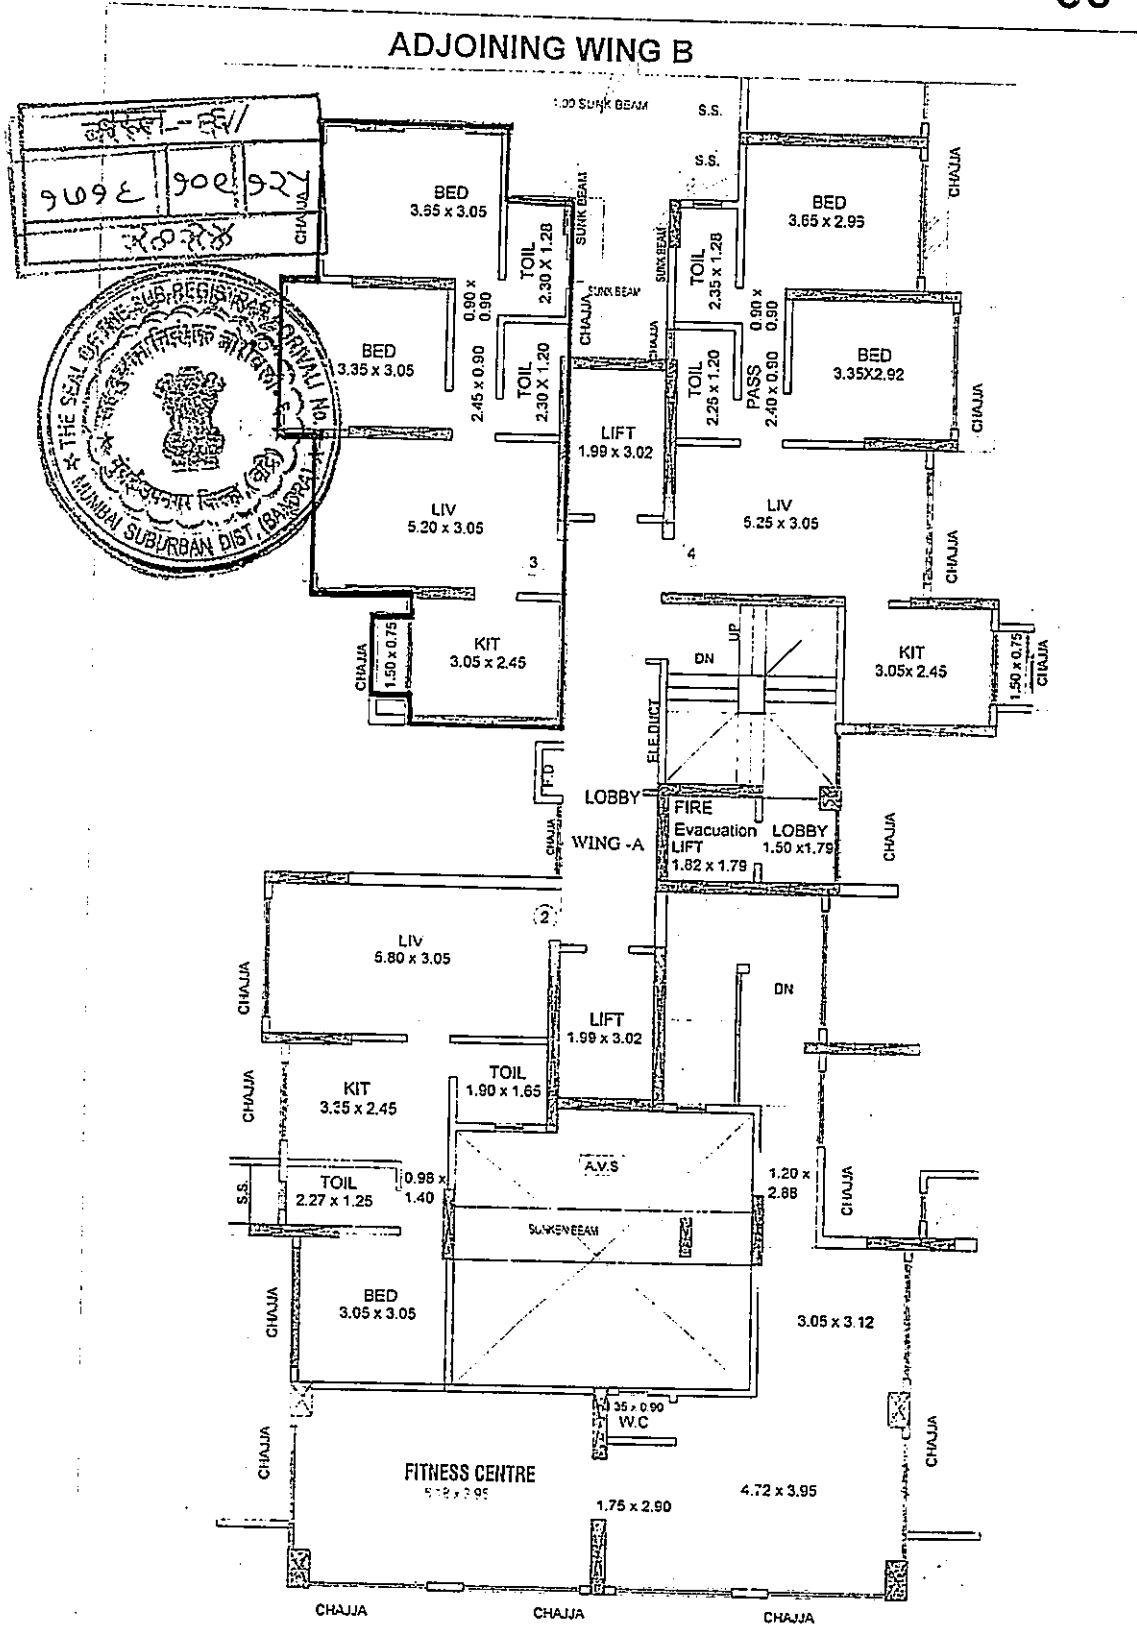 ADJOINING WING B
1.00 SUNK BEAM
S.S.
S.S.
CHAJJA
BED
3.65 x 3.05
BED
3.65 x 2.95
CHAJJA
SUNK BEAM
TOIL
2.30 X 1.28
SUNK BEAM
TOIL
2.35 X 1.28
SUNK BEAM
0.90 x
0.90
CHAJJA
CHAJJA
0.90 x
0.90
THE SEAL OF THE SUB REGISTRAR BORIVALI No.
MUMBAI SUBURBAN DIST. (BANDRA)
BED
3.35 x 3.05
2.45 x 0.90
TOIL
2.30 X 1.20
TOIL
2.25 x 1.20
PASS
2.40 x 0.90
BED
3.35X2.92
CHAJJA
LIFT
1.99 x 3.02
LIV
5.20 x 3.05
LIV
5.25 x 3.05
CHAJJA
3
4
CHAJJA
1.50 x 0.75
KIT
3.05 x 2.45
DN
UP
KIT
3.05x 2.45
1.50 x 0.75
CHAJJA
ELE.DUCT
F.D
LOBBY
FIRE
Evacuation
LIFT
1.82 x 1.79
LOBBY
1.50 x1.79
CHAJJA
CHAJJA
WING -A
2
LIV
5.80 x 3.05
CHAJJA
DN
LIFT
1.99 x 3.02
CHAJJA
KIT
3.35 x 2.45
TOIL
1.90 x 1.65
A.V.S
S.S.
TOIL
2.27 x 1.25
0.98 x
1.40
1.20 x
2.88
CHAJJA
SUNKEN BEAM
CHAJJA
BED
3.05 x 3.05
3.05 x 3.12
35 x 0.90
W.C
CHAJJA
CHAJJA
FITNESS CENTRE
4.72 x 3.95
1.75 x 2.90
CHAJJA
CHAJJA
CHAJJA